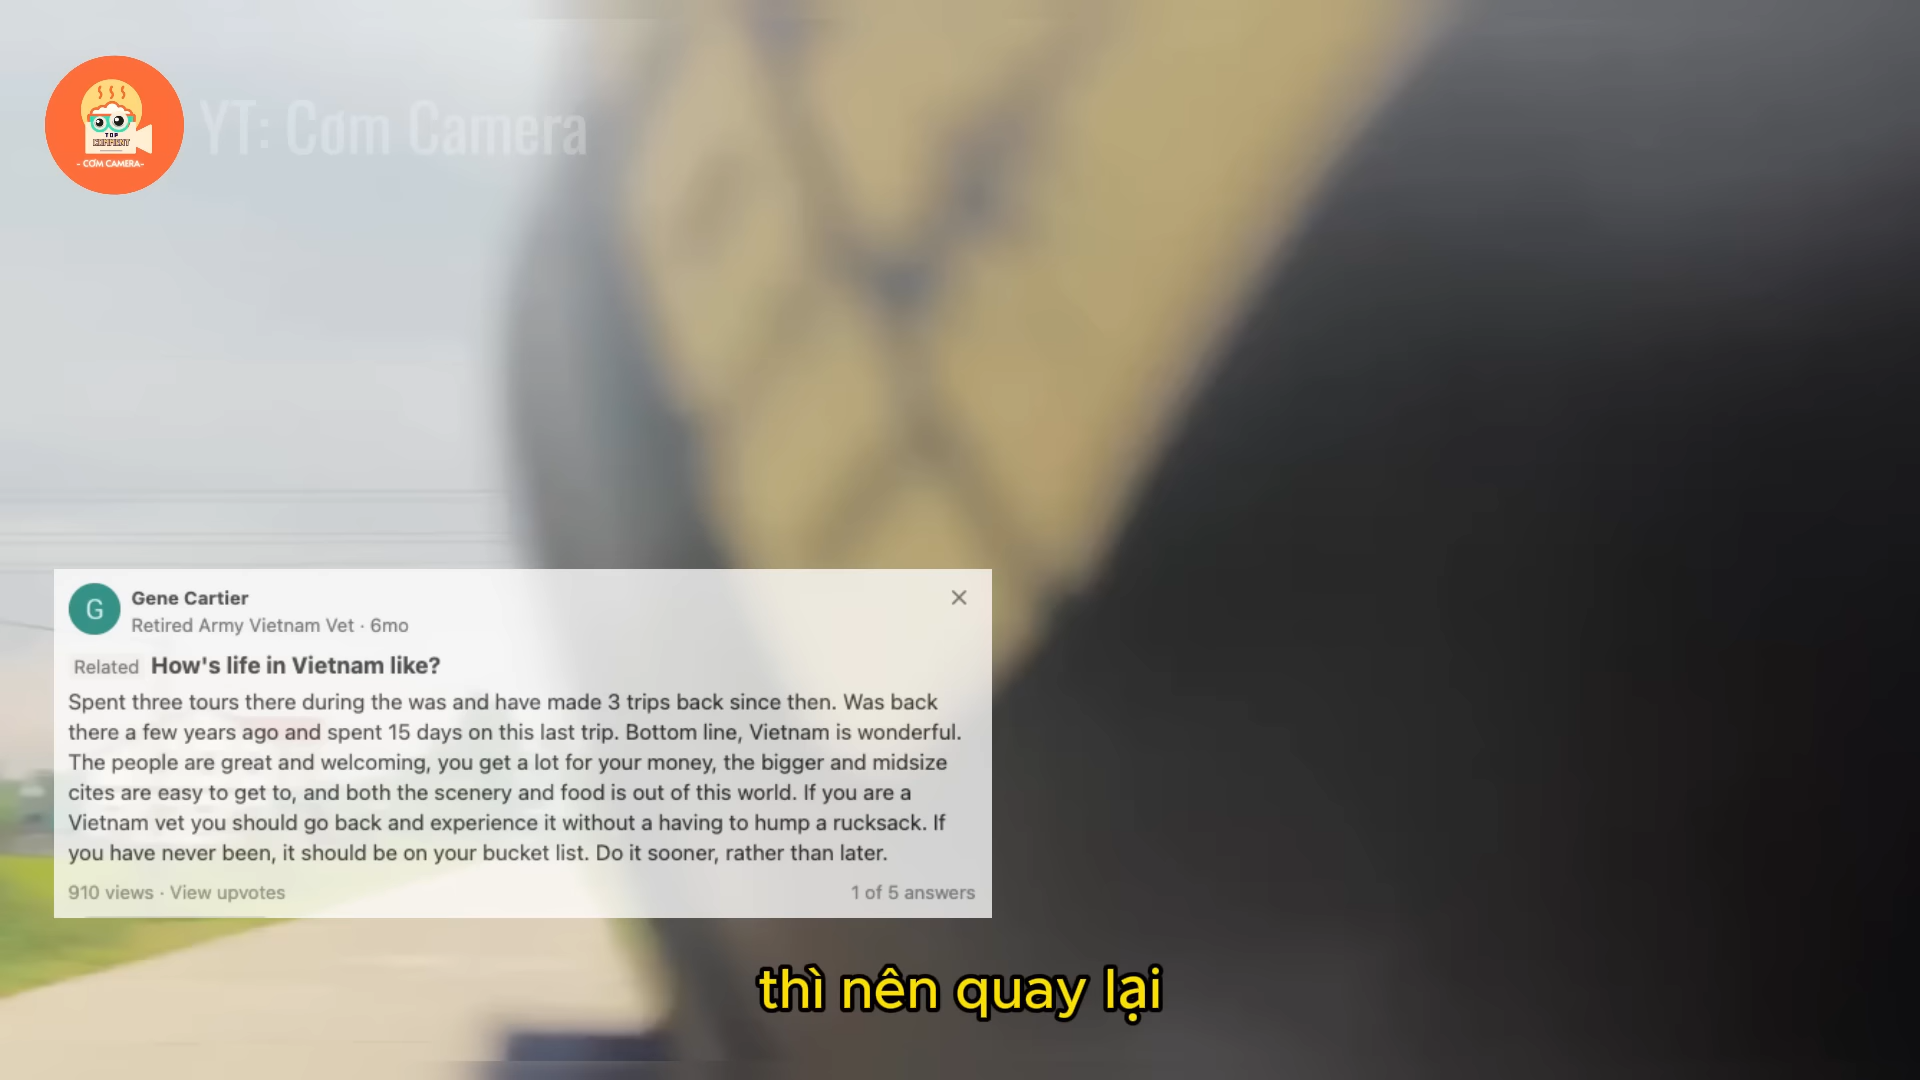 TOP
COMMENT
- CƠM CAMERA-
YT: Cơm Camera
G
Gene Cartier
Retired Army Vietnam Vet · 6mo
Related How's life in Vietnam like?
Spent three tours there during the was and have made 3 trips back since then. Was back
there a few years ago and spent 15 days on this last trip. Bottom line, Vietnam is wonderful.
The people are great and welcoming, you get a lot for your money, the bigger and midsize
cites are easy to get to, and both the scenery and food is out of this world. If you are a
Vietnam vet you should go back and experience it without a having to hump a rucksack. If
you have never been, it should be on your bucket list. Do it sooner, rather than later.
910 views · View upvotes
1 of 5 answers
thì nên quay lại